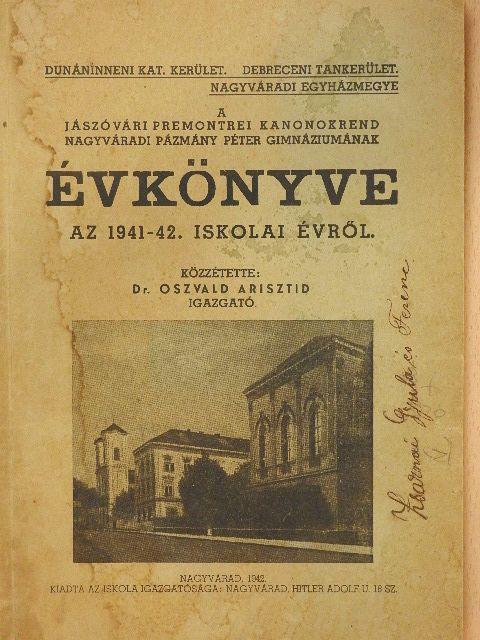 DUNÁNINNENI KAT. KERÜLET. DEBRECENI TANKERÜLET.
NAGYVÁRADI EGYHÁZMEGYE
A
JÁSZÓVÁRI PREMONTREI KANONOKREND
NAGYVÁRADI PÁZMÁNY PÉTER GIMNÁZIUMÁNAK
ÉVKÖNYVE
AZ 1941-42. ISKOLAI ÉVRŐL.
KÖZZÉTETTE:
Dr. OSZVALD ARISZTID
IGAZGATÓ.
Gyula és Ferenc
NAGYVÁRAD, 1942.
KIADTA AZ ISKOLA IGAZGATÓSÁGA: NAGYVÁRAD, HITLER ADOLF U. 18 SZ.